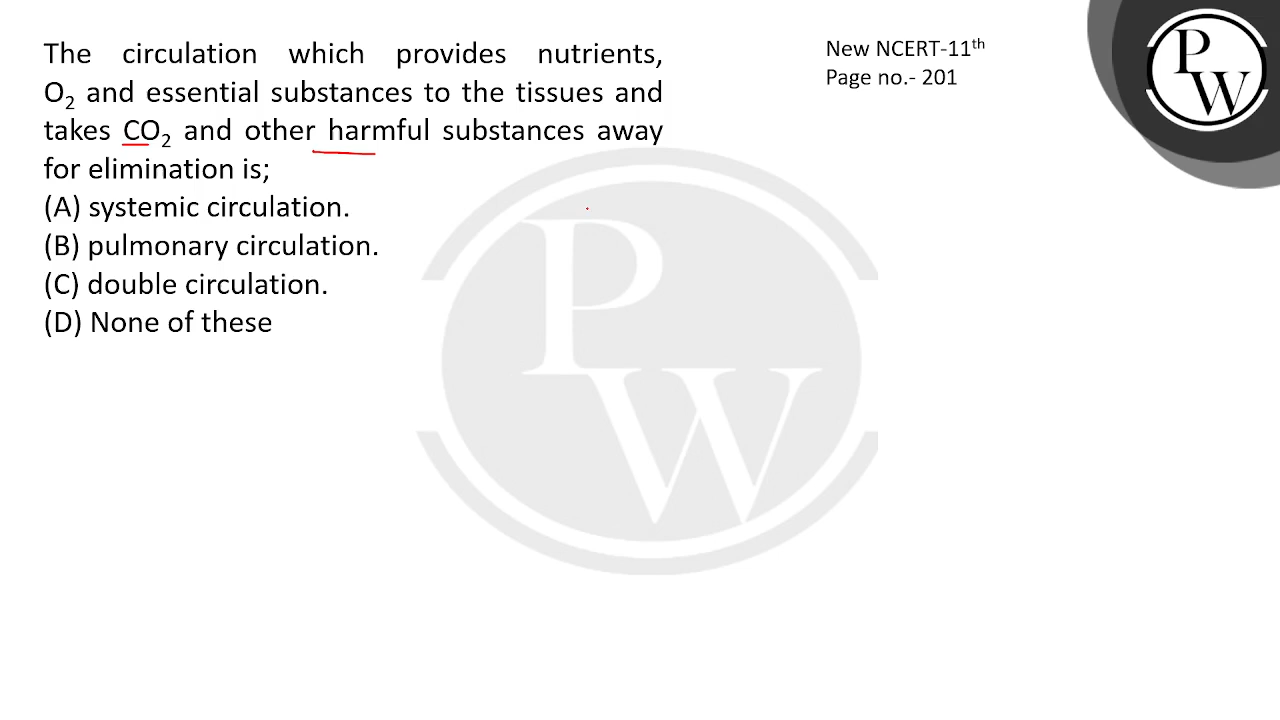 The circulation which provides nutrients,
O₂ and essential substances to the tissues and
takes CO₂ and other harmful substances away
for elimination is;
(A) systemic circulation.
(B) pulmonary circulation.
(C) double circulation.
(D) None of these
New NCERT-11ᵗʰ
Page no.- 201
PW
PW